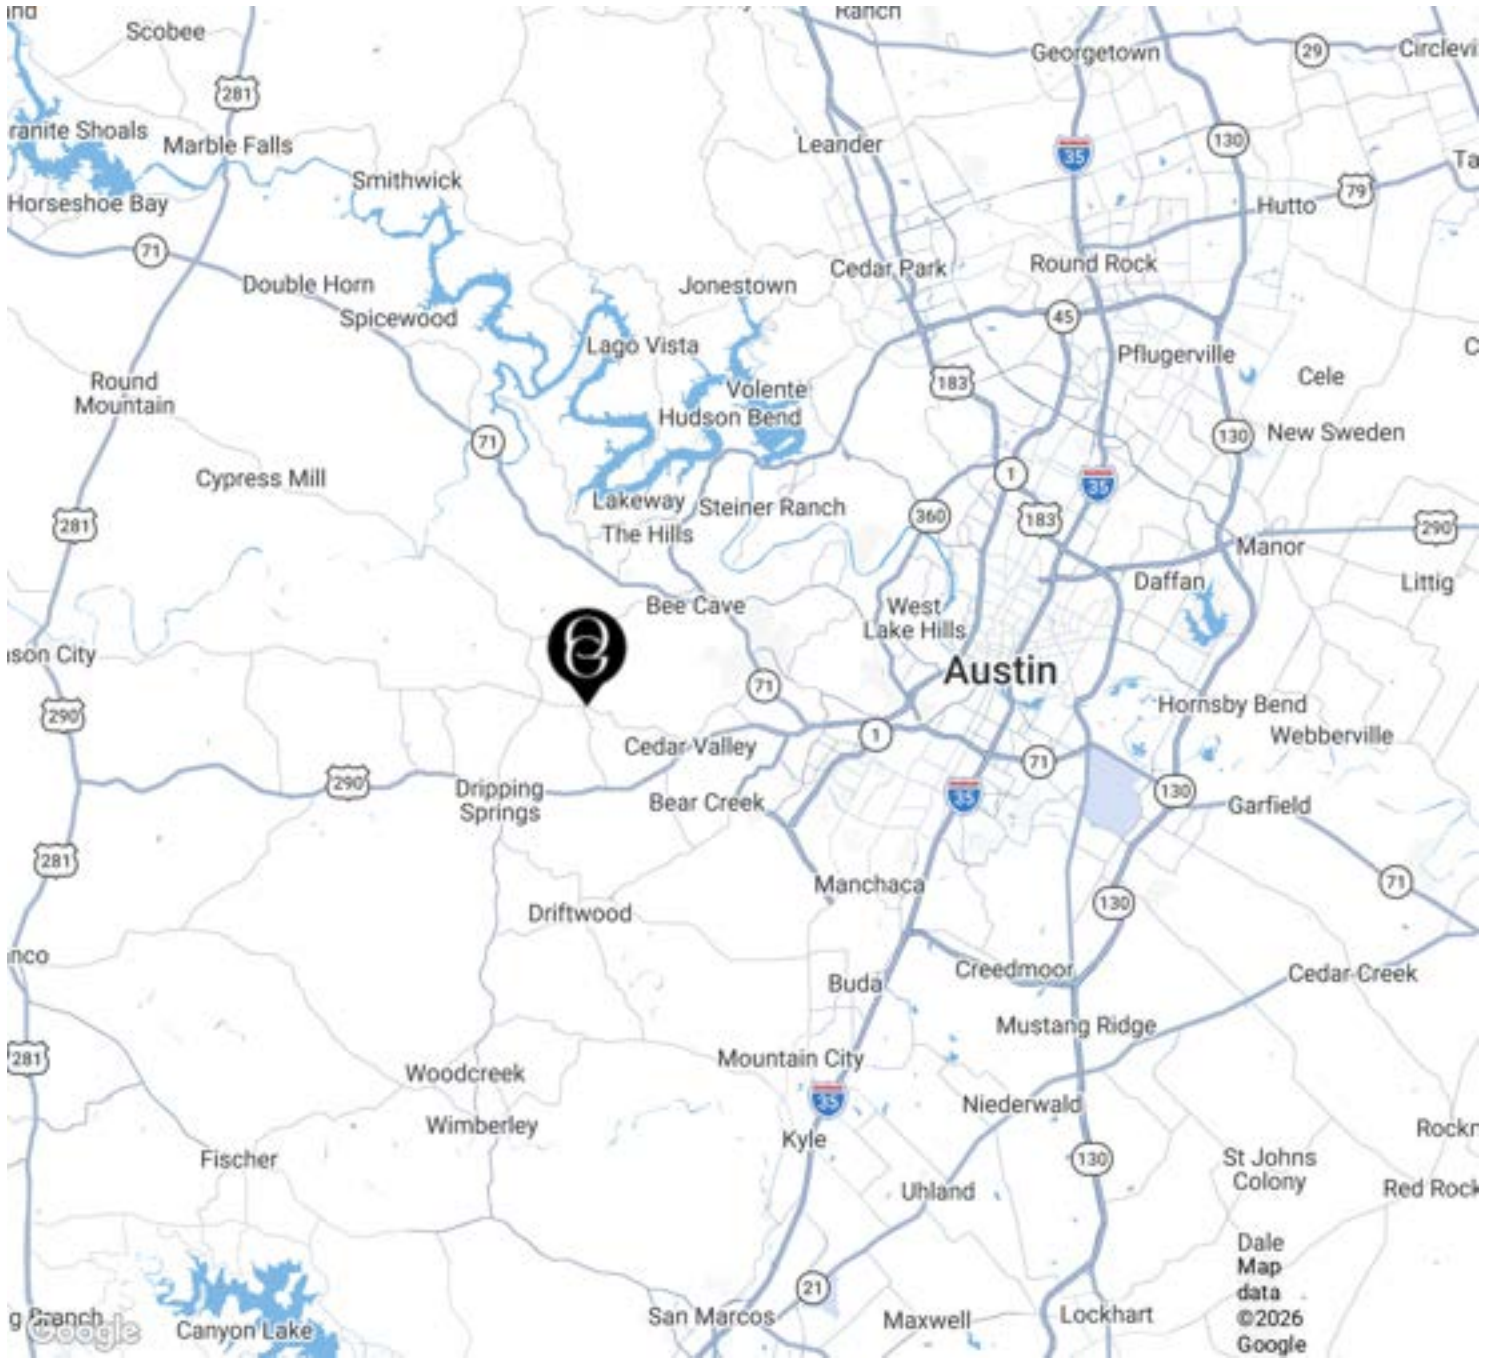 Ranch
Scobee
Georgetown
29
281
ranite Shoals
Marble Falls
Leander
130
35
Smithwick
79
Horseshoe Bay
Hutto
71
Double Horn
Jonestown
Cedar Park
Round Rock
Spicewood
45
Lago Vista
Pflugerville
Round
Mountain
Volente
183
Cele
Hudson Bend
71
130
New Sweden
Cypress Mill
1
35
Lakeway
Steiner Ranch
360
183
281
290
The Hills
Manor
Daffan
Littig
Bee Cave
West
Lake Hills
son City
Austin
71
290
Hornsby Bend
Cedar Valley
1
Webberville
71
290
Dripping
Springs
Bear Creek
35
130
Garfield
281
Manchaca
71
130
Driftwood
nco
Creedmoor
Cedar Creek
Buda
Mustang Ridge
281
Mountain City
Woodcreek
35
Niederwald
Wimberley
Kyle
Fischer
130
St Johns
Colony
Uhland
Red Rock
Dale
Map
data
©2026
Google
21
San Marcos
Maxwell
Lockhart
g Branch
Google
Canyon Lake